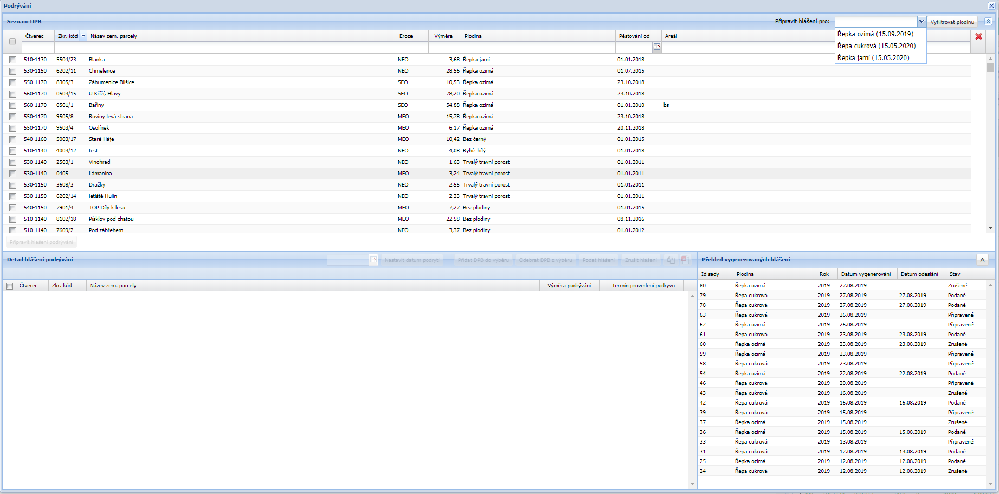 Podrývání
Seznam DPB Připravit hlášení pro: Vyfiltrovat plodinu
Řepka ozimá (15.09.2019)
Řepa cukrová (15.05.2020)
Řepka jarní (15.05.2020)
Čtverec Zkr. kód Název zem. parcely Eroze Výměra Plodina Pěstování od Areál
510-1130 5504/23 Blanka NEO 3,68 Řepka jarní 01.01.2018
530-1150 6202/11 Chmelence NEO 28,56 Řepka ozimá 01.07.2015
550-1170 8305/3 Záhumenice Blišice SEO 10,53 Řepka ozimá 23.10.2018
560-1170 0503/15 U Kříží, Hlavy SEO 78,20 Řepka ozimá 23.10.2018
560-1170 0501/1 Bařiny SEO 54,88 Řepka ozimá 01.01.2010 bs
550-1170 9505/8 Roviny levá strana MEO 15,78 Řepka ozimá 23.10.2018
550-1170 9503/4 Osolínek MEO 6,17 Řepka ozimá 20.11.2018
540-1160 5003/17 Staré Háje MEO 10,42 Bez černý 01.01.2015
510-1140 4003/12 test NEO 4,08 Rybíz bílý 01.01.2018
530-1140 2503/1 Vinohrad NEO 1,63 Trvalý travní porost 01.01.2011
530-1140 0405 Lámanina MEO 3,24 Trvalý travní porost 01.01.2011
530-1150 3608/3 Dražky NEO 2,55 Trvalý travní porost 01.01.2011
530-1150 6202/14 letiště Hulín NEO 2,33 Trvalý travní porost 01.01.2011
540-1150 7901/4 TOP Díly k lesu MEO 7,27 Bez plodiny 01.01.2015
510-1140 8102/18 Písklov pod chatou MEO 22,58 Bez plodiny 08.11.2016
510-1140 7609/2 Pod zábřehem NEO 3,37 Bez plodiny 01.01.2012
Připravit hlášení podrývání
Detail hlášení podrývání Nastavit datum podrytí Přidat DPB do výběru Odebrat DPB z výběru Podat hlášení Zrušit hlášení
Čtverec Zkr. kód Název zem. parcely Výměra podrývání Termín provedení podryvu
Přehled vygenerovaných hlášení
Id sady Plodina Rok Datum vygenerování Datum odeslání Stav
80 Řepka ozimá 2019 27.08.2019 Zrušené
79 Řepa cukrová 2019 27.08.2019 27.08.2019 Podané
78 Řepa cukrová 2019 27.08.2019 27.08.2019 Podané
63 Řepa cukrová 2019 26.08.2019 Připravené
62 Řepka ozimá 2019 26.08.2019 Připravené
61 Řepa cukrová 2019 23.08.2019 23.08.2019 Podané
60 Řepka ozimá 2019 23.08.2019 23.08.2019 Zrušené
59 Řepka ozimá 2019 23.08.2019 Připravené
58 Řepa cukrová 2019 23.08.2019 Připravené
54 Řepka ozimá 2019 22.08.2019 22.08.2019 Podané
46 Řepa cukrová 2019 20.08.2019 Připravené
43 Řepa cukrová 2019 16.08.2019 Zrušené
42 Řepa cukrová 2019 16.08.2019 16.08.2019 Podané
39 Řepa cukrová 2019 15.08.2019 Připravené
37 Řepka ozimá 2019 15.08.2019 Zrušené
36 Řepka ozimá 2019 15.08.2019 15.08.2019 Podané
33 Řepa cukrová 2019 13.08.2019 Připravené
31 Řepa cukrová 2019 12.08.2019 13.08.2019 Podané
25 Řepka ozimá 2019 12.08.2019 12.08.2019 Podané
24 Řepa cukrová 2019 12.08.2019 12.08.2019 Zrušené